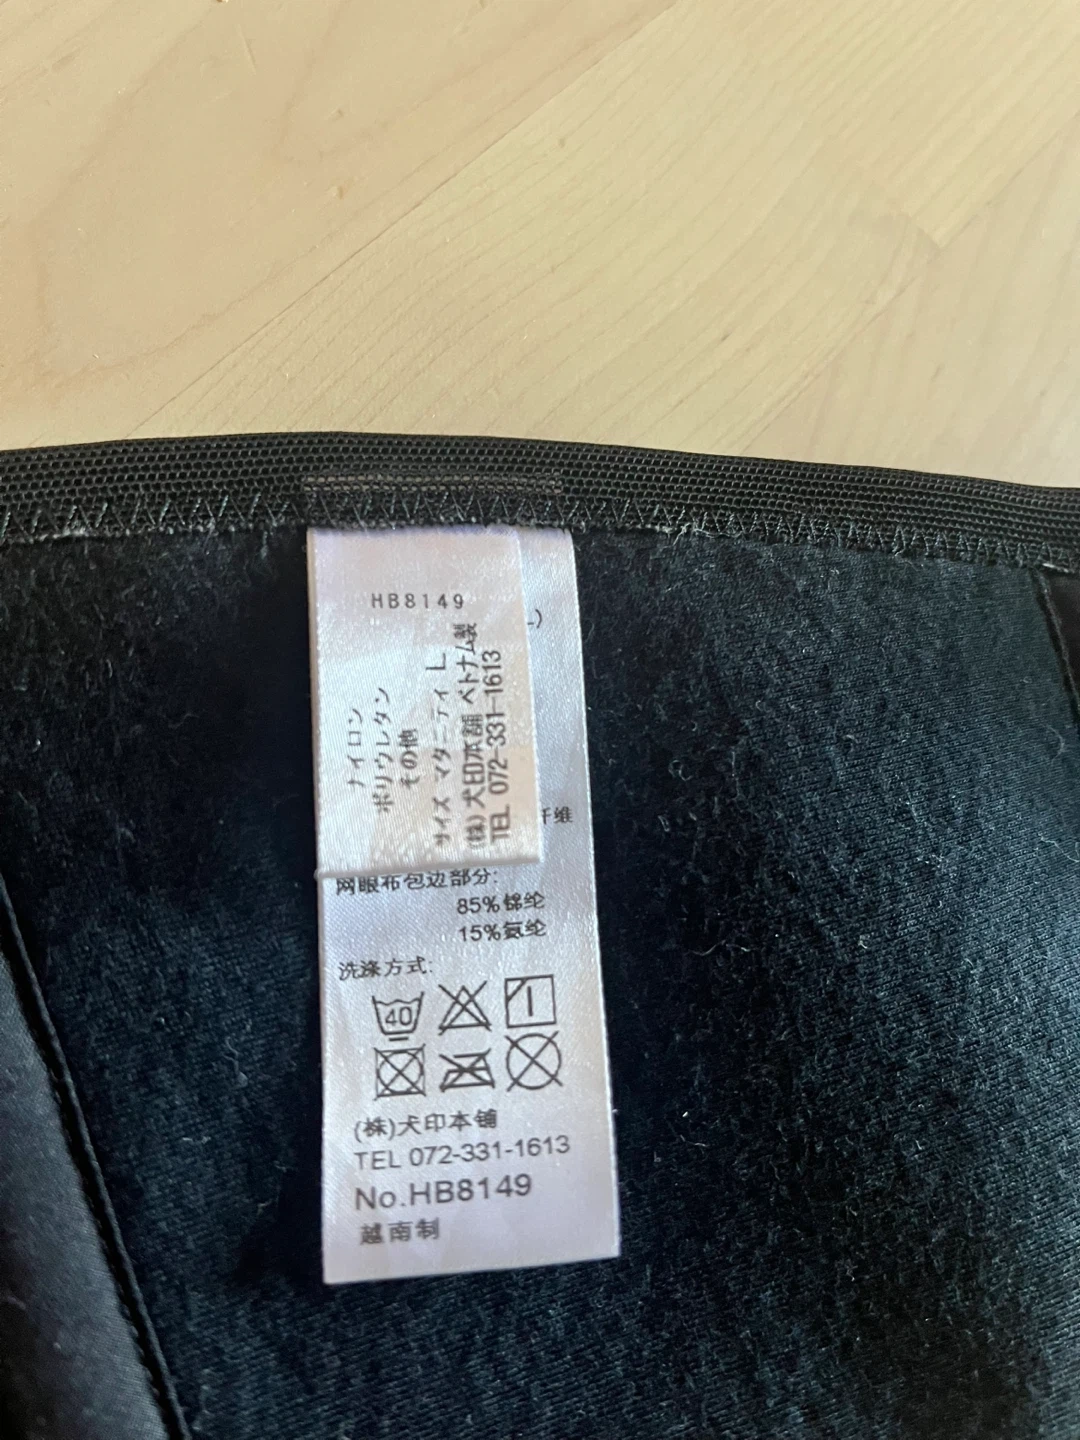 HB8149
ナイロン
ポリウレタン
その他
サイズ マタニティ L
(株)犬印本舗 ベトナム製
TEL 072-331-1613
L)
纤维
网眼布包边部分:
85%锦纶
15%氨纶
洗涤方式:
40
(株)犬印本铺
TEL 072-331-1613
No.HB8149
越南制